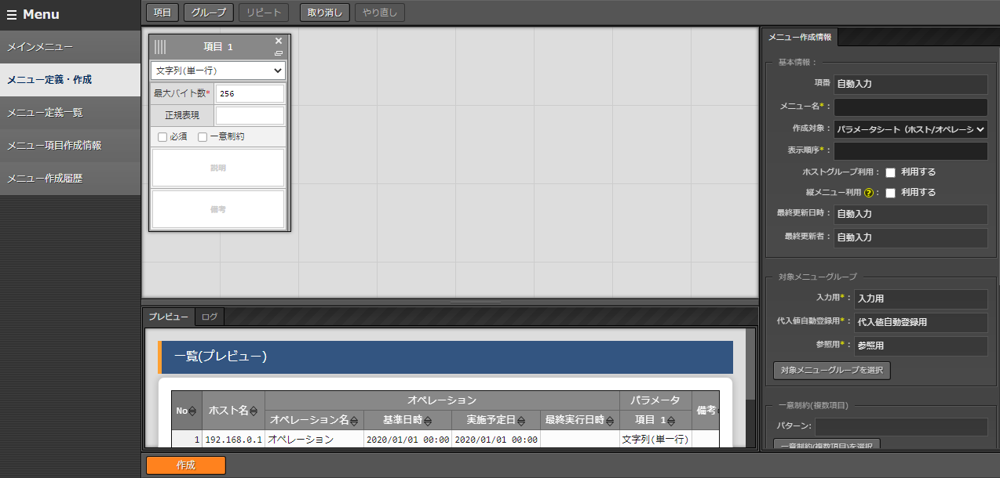 Menu
メインメニュー
メニュー定義・作成
メニュー定義一覧
メニュー項目作成情報
メニュー作成履歴
項目 グループ リピート 取り消し やり直し
項目 1
文字列(単一行)
最大バイト数* 256
正規表現
必須 一意制約
説明
備考
プレビュー ログ
一覧(プレビュー)
No ホスト名 オペレーション パラメータ 備考
オペレーション名 基準日時 実施予定日 最終実行日時 項目 1
1 192.168.0.1 オペレーション 2020/01/01 00:00 2020/01/01 00:00 文字列(単一行)
作成
メニュー作成情報
基本情報：
項番 自動入力
メニュー名*：
作成対象： パラメータシート（ホスト/オペレーシ
表示順序*：
ホストグループ利用： 利用する
縦メニュー利用 ?： 利用する
最終更新日時： 自動入力
最終更新者： 自動入力
対象メニューグループ
入力用*： 入力用
代入値自動登録用*： 代入値自動登録用
参照用*： 参照用
対象メニューグループを選択
一意制約(複数項目)
パターン:
一意制約(複数項目)を選択